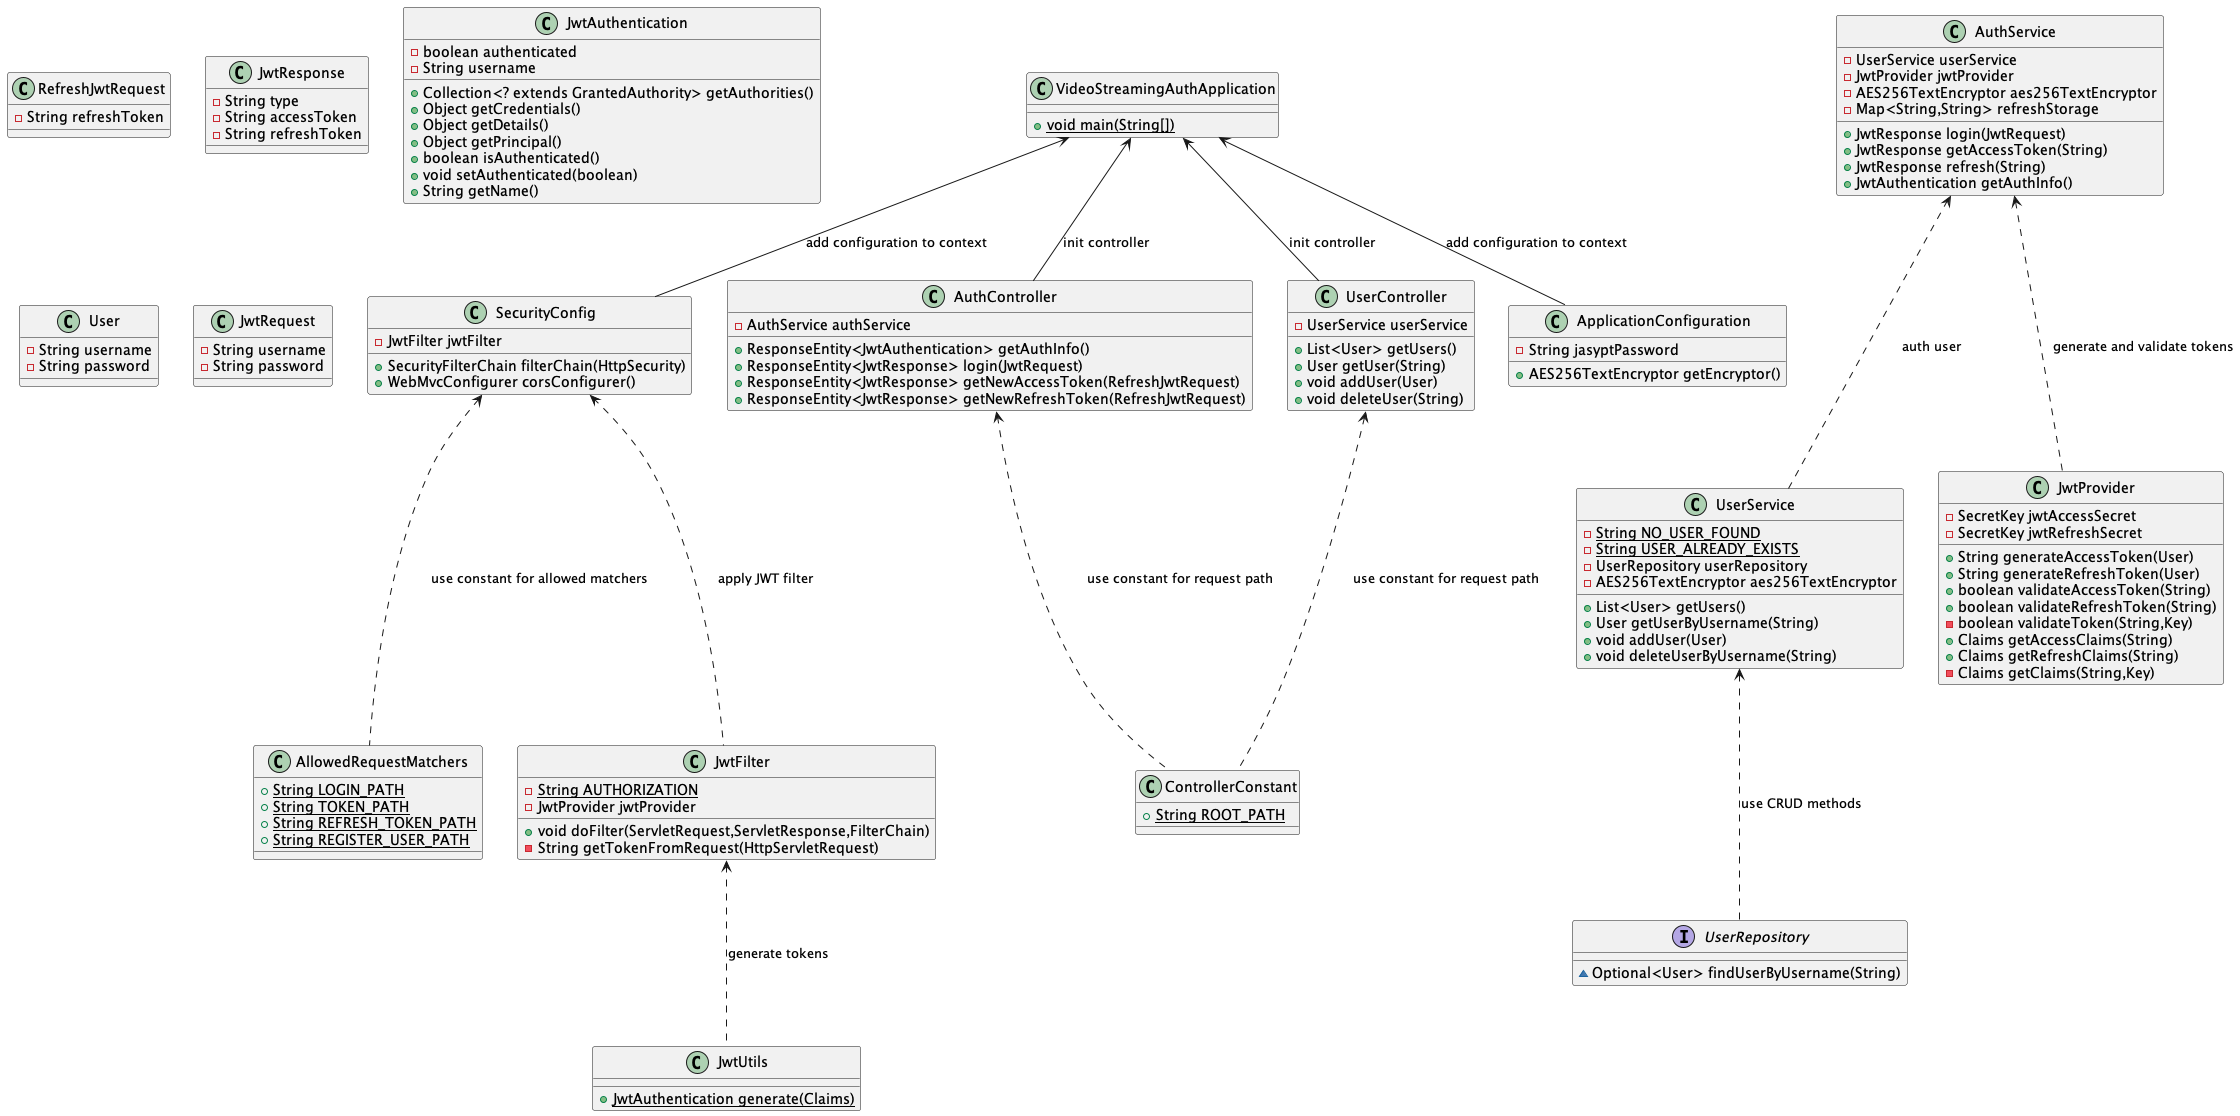 C RefreshJwtRequest
String refreshToken
C JwtResponse
String type
String accessToken
String refreshToken
C JwtAuthentication
boolean authenticated
String username
Collection<? extends GrantedAuthority> getAuthorities()
Object getCredentials()
Object getDetails()
Object getPrincipal()
boolean isAuthenticated()
void setAuthenticated(boolean)
String getName()
C VideoStreamingAuthApplication
void main(String[])
C AuthService
UserService userService
JwtProvider jwtProvider
AES256TextEncryptor aes256TextEncryptor
Map<String,String> refreshStorage
JwtResponse login(JwtRequest)
JwtResponse getAccessToken(String)
JwtResponse refresh(String)
JwtAuthentication getAuthInfo()
add configuration to context
init controller
init controller
add configuration to context
C User
String username
String password
C JwtRequest
String username
String password
C SecurityConfig
JwtFilter jwtFilter
SecurityFilterChain filterChain(HttpSecurity)
WebMvcConfigurer corsConfigurer()
C AuthController
AuthService authService
ResponseEntity<JwtAuthentication> getAuthInfo()
ResponseEntity<JwtResponse> login(JwtRequest)
ResponseEntity<JwtResponse> getNewAccessToken(RefreshJwtRequest)
ResponseEntity<JwtResponse> getNewRefreshToken(RefreshJwtRequest)
C UserController
UserService userService
List<User> getUsers()
User getUser(String)
void addUser(User)
void deleteUser(String)
C ApplicationConfiguration
String jasyptPassword
AES256TextEncryptor getEncryptor()
auth user
generate and validate tokens
use constant for allowed matchers
apply JWT filter
use constant for request path
use constant for request path
C UserService
String NO_USER_FOUND
String USER_ALREADY_EXISTS
UserRepository userRepository
AES256TextEncryptor aes256TextEncryptor
List<User> getUsers()
User getUserByUsername(String)
void addUser(User)
void deleteUserByUsername(String)
C JwtProvider
SecretKey jwtAccessSecret
SecretKey jwtRefreshSecret
String generateAccessToken(User)
String generateRefreshToken(User)
boolean validateAccessToken(String)
boolean validateRefreshToken(String)
boolean validateToken(String,Key)
Claims getAccessClaims(String)
Claims getRefreshClaims(String)
Claims getClaims(String,Key)
C AllowedRequestMatchers
String LOGIN_PATH
String TOKEN_PATH
String REFRESH_TOKEN_PATH
String REGISTER_USER_PATH
C JwtFilter
String AUTHORIZATION
JwtProvider jwtProvider
void doFilter(ServletRequest,ServletResponse,FilterChain)
String getTokenFromRequest(HttpServletRequest)
C ControllerConstant
String ROOT_PATH
use CRUD methods
generate tokens
I UserRepository
Optional<User> findUserByUsername(String)
C JwtUtils
JwtAuthentication generate(Claims)